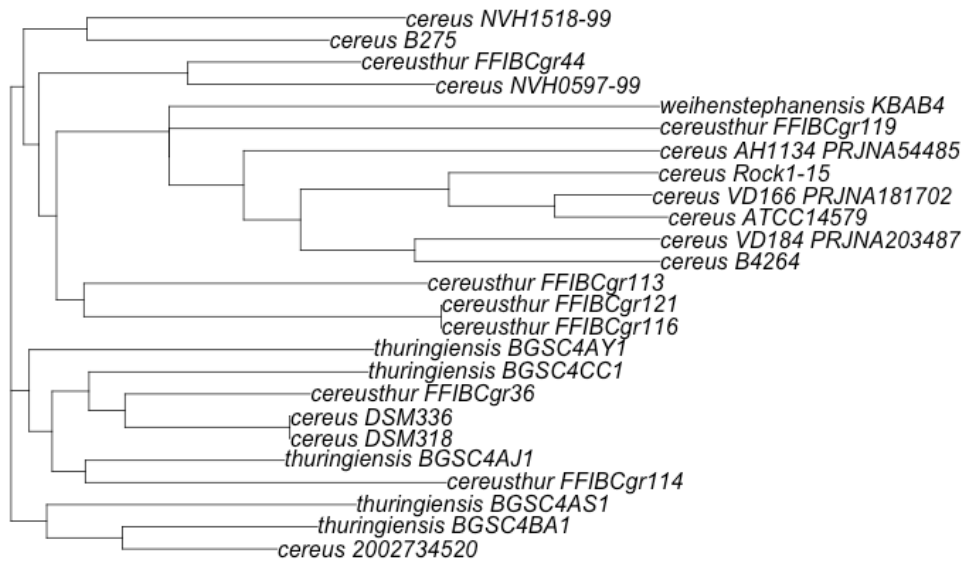 cereus NVH1518-99
cereus B275
cereusthur FFIBCgr44
cereus NVH0597-99
weihenstephanensis KBAB4
cereusthur FFIBCgr119
cereus AH1134 PRJNA54485
cereus Rock1-15
cereus VD166 PRJNA181702
cereus ATCC14579
cereus VD184 PRJNA203487
cereus B4264
cereusthur FFIBCgr113
cereusthur FFIBCgr121
cereusthur FFIBCgr116
thuringiensis BGSC4AY1
thuringiensis BGSC4CC1
cereusthur FFIBCgr36
cereus DSM336
cereus DSM318
thuringiensis BGSC4AJ1
cereusthur FFIBCgr114
thuringiensis BGSC4AS1
thuringiensis BGSC4BA1
cereus 2002734520